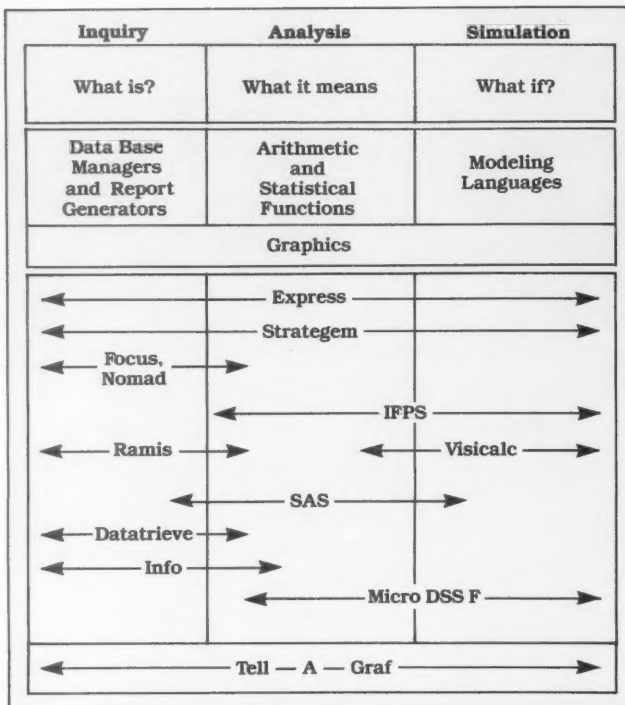 Inquiry Analysis Simulation
What is? What it means What if?
Data Base
Managers
and Report
Generators
Arithmetic
and
Statistical
Functions
Modeling
Languages
Graphics
Express
Strategem
Focus,
Nomad
IFPS
Ramis Visicalc
SAS
Datatrieve
Info
Micro DSS F
Tell — A — Graf